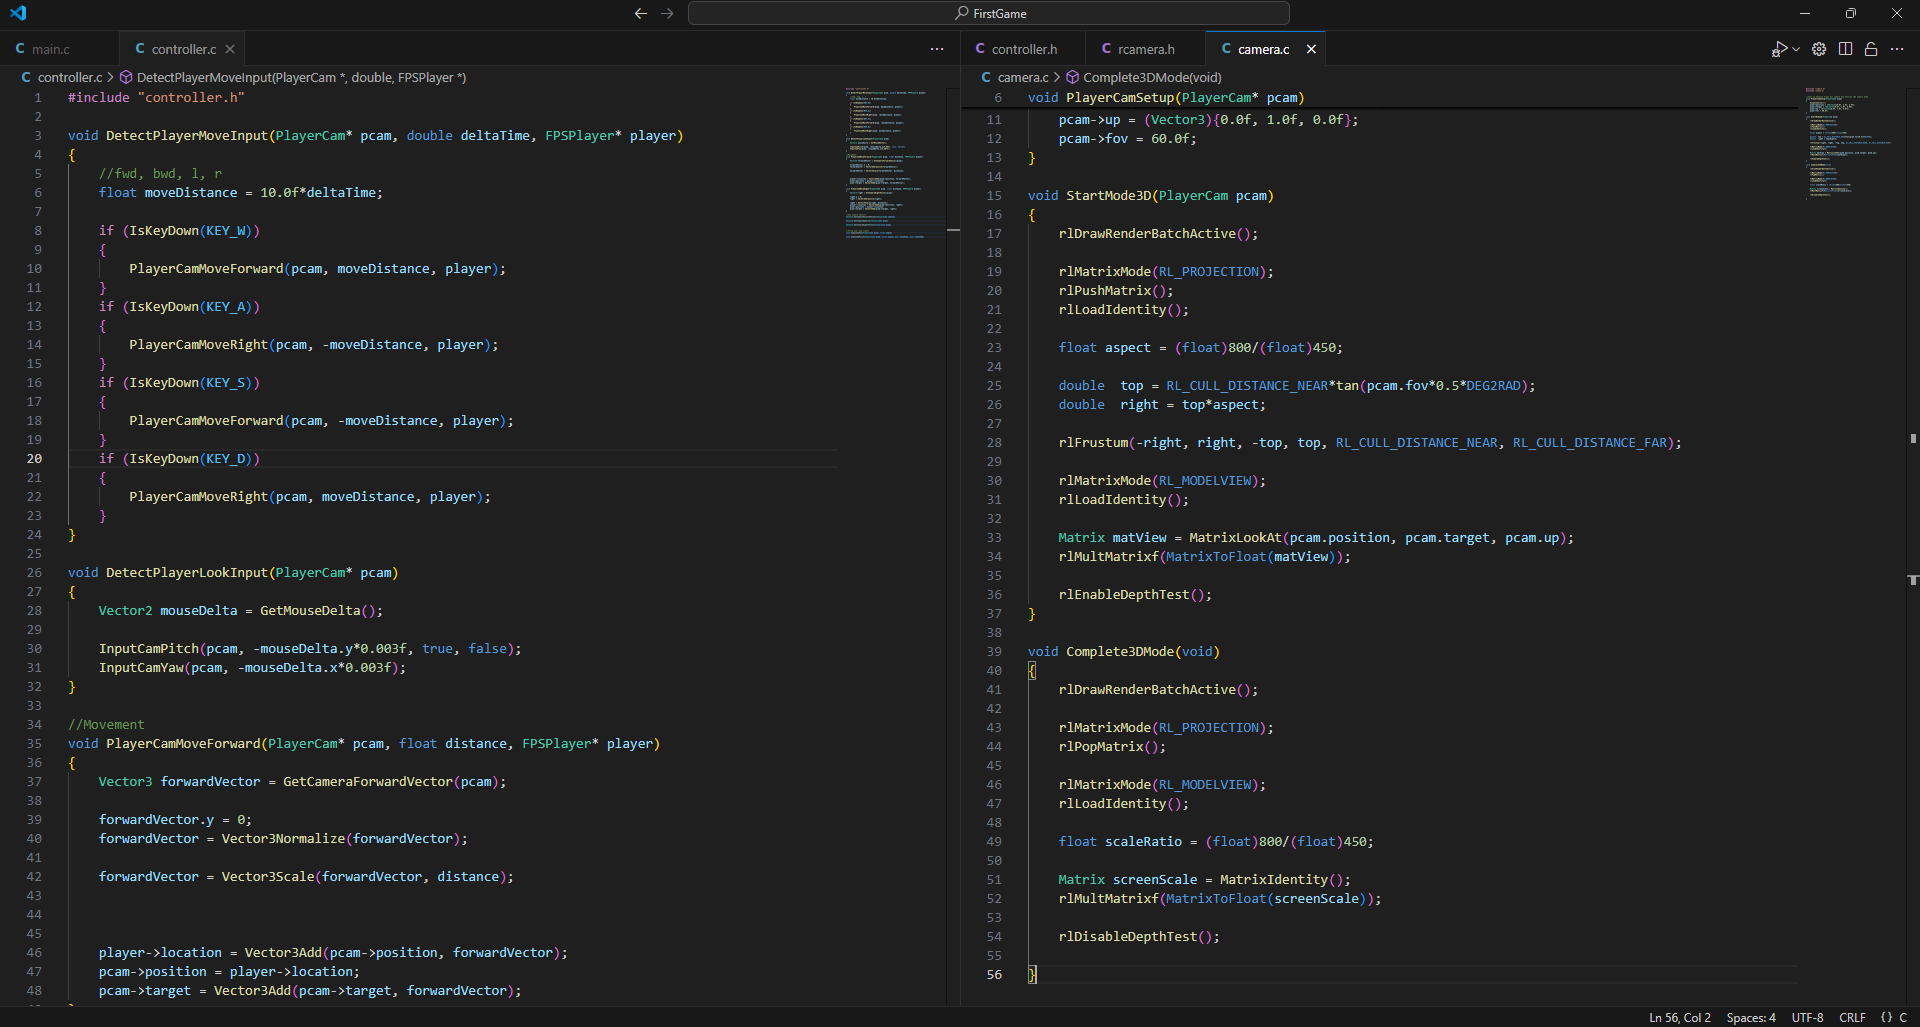 FirstGame
main.c
controller.c
controller.c > DetectPlayerMoveInput(PlayerCam *, double, FPSPlayer *)
1 #include "controller.h"
2
3 void DetectPlayerMoveInput(PlayerCam* pcam, double deltaTime, FPSPlayer* player)
4 {
5     //fwd, bwd, l, r
6     float moveDistance = 10.0f*deltaTime;
7
8     if (IsKeyDown(KEY_W))
9     {
10         PlayerCamMoveForward(pcam, moveDistance, player);
11     }
12     if (IsKeyDown(KEY_A))
13     {
14         PlayerCamMoveRight(pcam, -moveDistance, player);
15     }
16     if (IsKeyDown(KEY_S))
17     {
18         PlayerCamMoveForward(pcam, -moveDistance, player);
19     }
20     if (IsKeyDown(KEY_D))
21     {
22         PlayerCamMoveRight(pcam, moveDistance, player);
23     }
24 }
25
26 void DetectPlayerLookInput(PlayerCam* pcam)
27 {
28     Vector2 mouseDelta = GetMouseDelta();
29
30     InputCamPitch(pcam, -mouseDelta.y*0.003f, true, false);
31     InputCamYaw(pcam, -mouseDelta.x*0.003f);
32 }
33
34 //Movement
35 void PlayerCamMoveForward(PlayerCam* pcam, float distance, FPSPlayer* player)
36 {
37     Vector3 forwardVector = GetCameraForwardVector(pcam);
38
39     forwardVector.y = 0;
40     forwardVector = Vector3Normalize(forwardVector);
41
42     forwardVector = Vector3Scale(forwardVector, distance);
43
44
45
46     player->location = Vector3Add(pcam->position, forwardVector);
47     pcam->position = player->location;
48     pcam->target = Vector3Add(pcam->target, forwardVector);
controller.h
rcamera.h
camera.c
camera.c > Complete3DMode(void)
6 void PlayerCamSetup(PlayerCam* pcam)
11     pcam->up = (Vector3){0.0f, 1.0f, 0.0f};
12     pcam->fov = 60.0f;
13 }
14
15 void StartMode3D(PlayerCam pcam)
16 {
17     rlDrawRenderBatchActive();
18
19     rlMatrixMode(RL_PROJECTION);
20     rlPushMatrix();
21     rlLoadIdentity();
22
23     float aspect = (float)800/(float)450;
24
25     double  top = RL_CULL_DISTANCE_NEAR*tan(pcam.fov*0.5*DEG2RAD);
26     double  right = top*aspect;
27
28     rlFrustum(-right, right, -top, top, RL_CULL_DISTANCE_NEAR, RL_CULL_DISTANCE_FAR);
29
30     rlMatrixMode(RL_MODELVIEW);
31     rlLoadIdentity();
32
33     Matrix matView = MatrixLookAt(pcam.position, pcam.target, pcam.up);
34     rlMultMatrixf(MatrixToFloat(matView));
35
36     rlEnableDepthTest();
37 }
38
39 void Complete3DMode(void)
40 {
41     rlDrawRenderBatchActive();
42
43     rlMatrixMode(RL_PROJECTION);
44     rlPopMatrix();
45
46     rlMatrixMode(RL_MODELVIEW);
47     rlLoadIdentity();
48
49     float scaleRatio = (float)800/(float)450;
50
51     Matrix screenScale = MatrixIdentity();
52     rlMultMatrixf(MatrixToFloat(screenScale));
53
54     rlDisableDepthTest();
55
56 }
Ln 56, Col 2 Spaces: 4 UTF-8 CRLF {} C